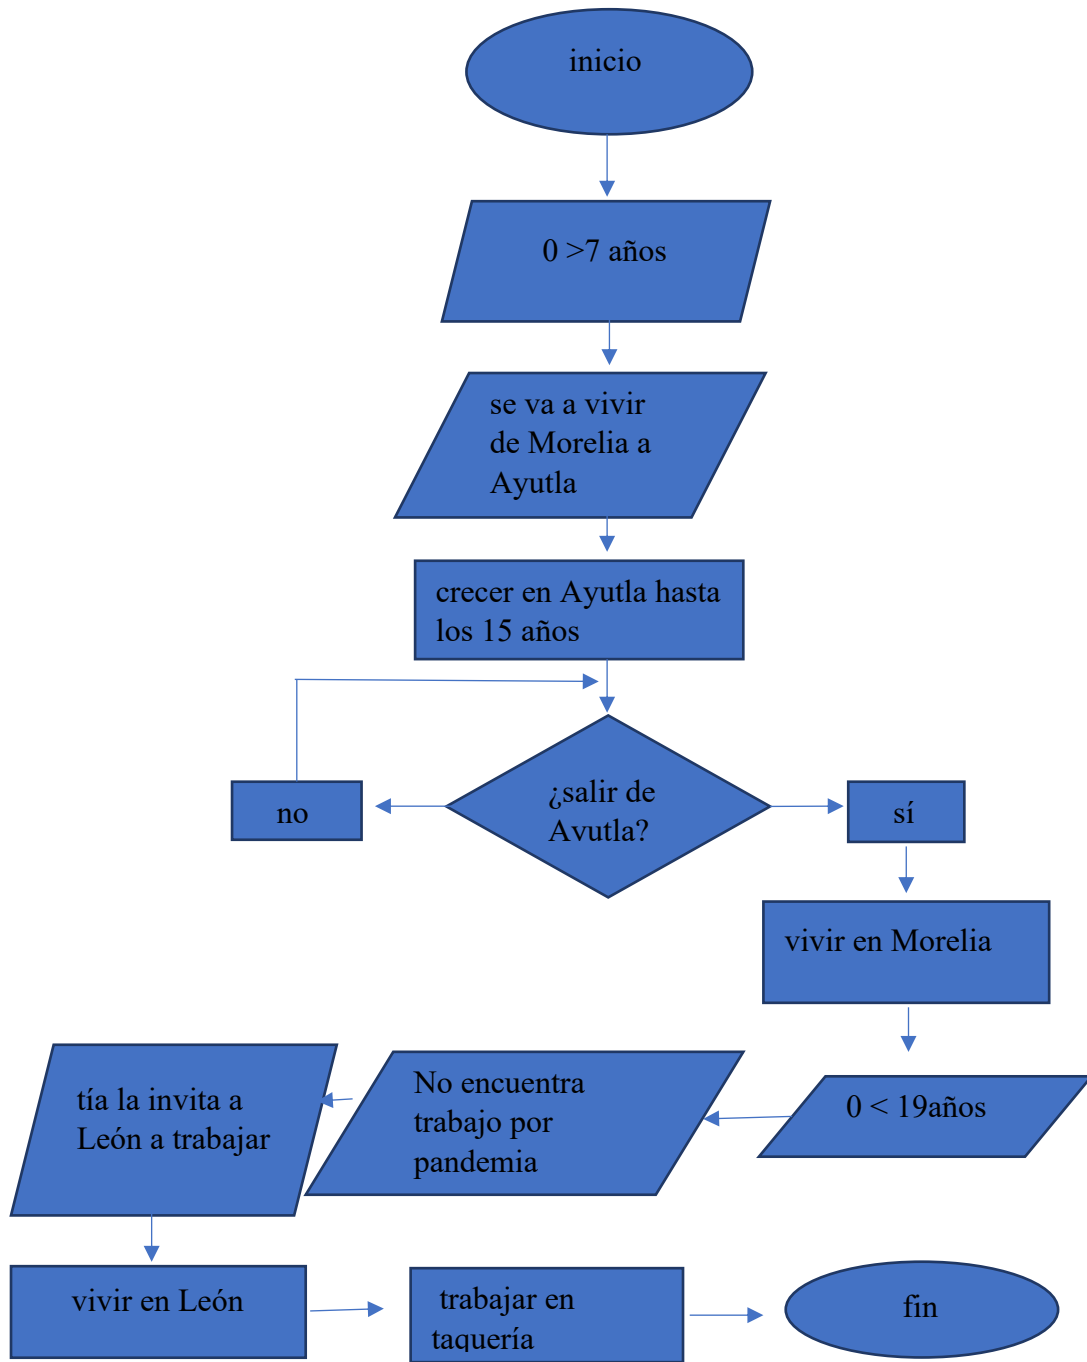 inicio
0 >7 años
se va a vivir
de Morelia a
Ayutla
crecer en Ayutla hasta
los 15 años
¿salir de
Avutla?
no
sí
vivir en Morelia
0 < 19años
No encuentra
trabajo por
pandemia
tía la invita a
León a trabajar
vivir en León
trabajar en
taquería
fin